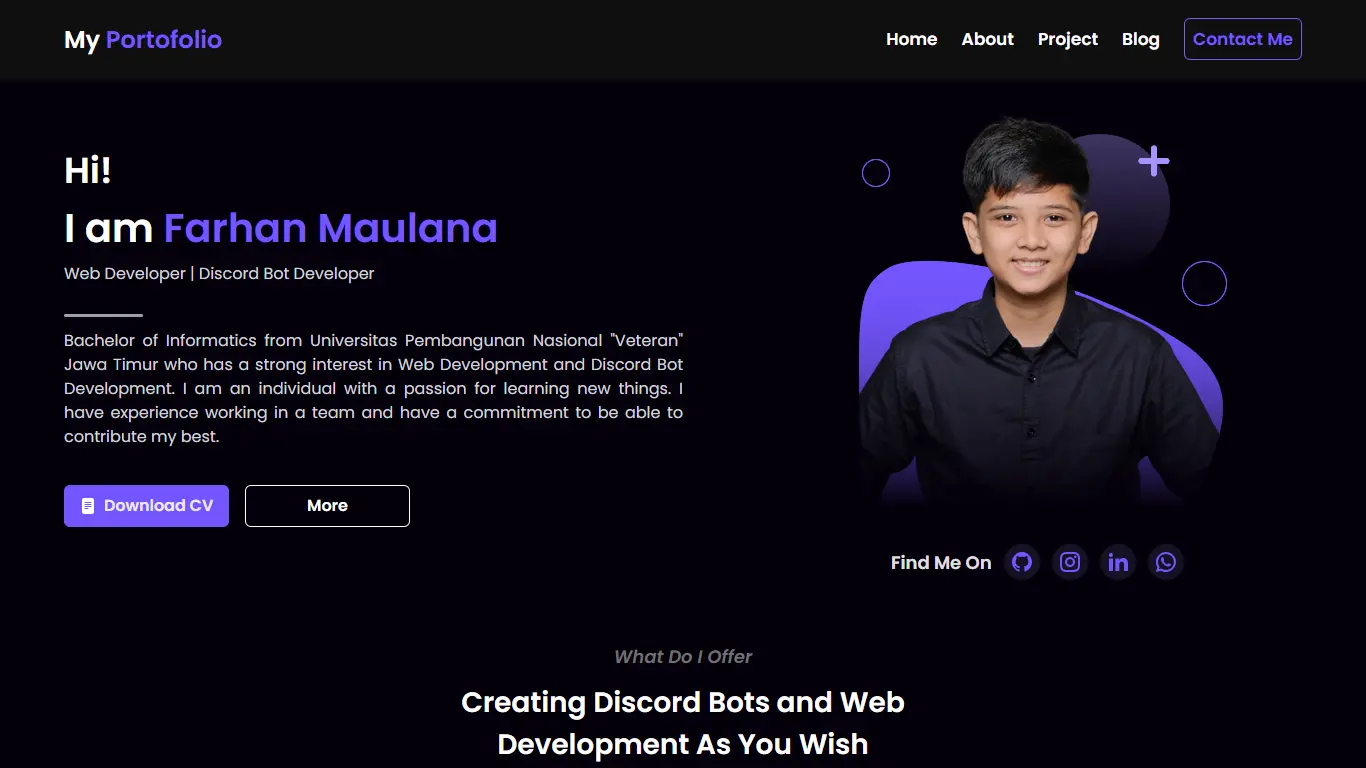 My Portofolio
Home About Project Blog Contact Me
Hi!
I am Farhan Maulana
Web Developer | Discord Bot Developer
Bachelor of Informatics from Universitas Pembangunan Nasional "Veteran"
Jawa Timur who has a strong interest in Web Development and Discord Bot
Development. I am an individual with a passion for learning new things. I
have experience working in a team and have a commitment to be able to
contribute my best.
Download CV
More
Find Me On
What Do I Offer
Creating Discord Bots and Web
Development As You Wish